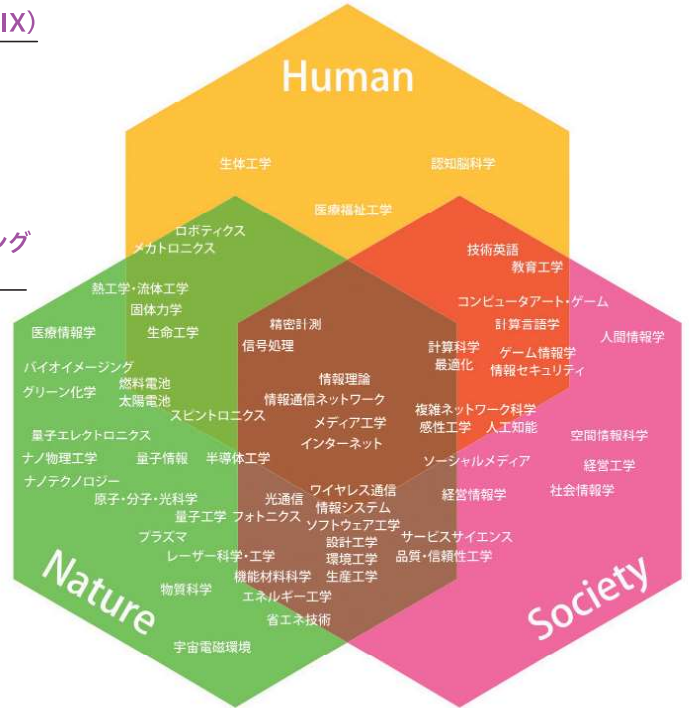 IX)
Human
生体工学
認知脳科学
医療福祉工学
ロボティクス
メカトロニクス
技術英語
教育工学
ング
熱工学・流体工学
固体力学
コンピュータアート・ゲーム
医療情報学
生命工学
精密計測
信号処理
計算言語学
人間情報学
計算科学
最適化
ゲーム情報学
情報セキュリティ
バイオイメージング
グリーン化学
燃料電池
太陽電池
情報理論
情報通信ネットワーク
スピントロニクス
メディア工学
インターネット
複雑ネットワーク科学
感性工学
人工知能
量子エレクトロニクス
空間情報科学
ナノ物理工学
量子情報
半導体工学
ソーシャルメディア
経営工学
ナノテクノロジー
原子・分子・光科学
光通信
ワイヤレス通信
情報システム
経営情報学
社会情報学
量子工学
フォトニクス
ソフトウェア工学
プラズマ
設計工学
サービスサイエンス
レーザー科学・工学
環境工学
品質・信頼性工学
機能材料科学
生産工学
物質科学
エネルギー工学
省エネ技術
宇宙電磁環境
Nature
Society